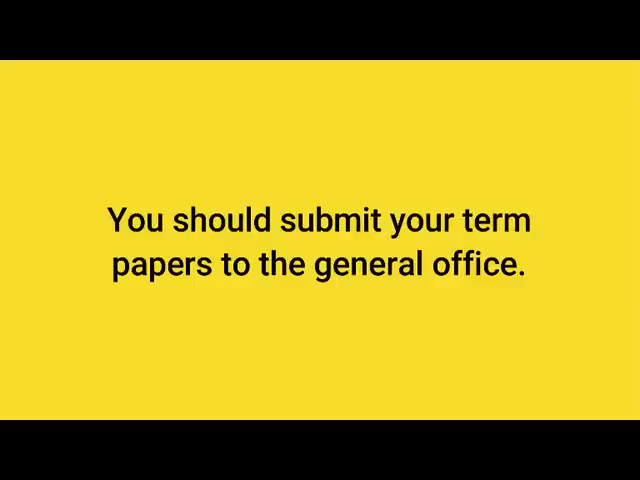 You should submit your term
papers to the general office.